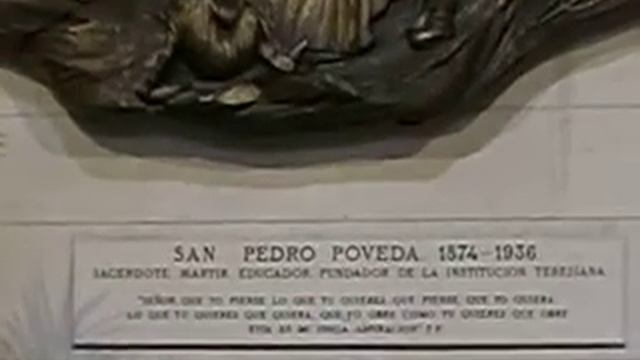 SAN PEDRO POVEDA 1874-1936
SACERDOTE, MARTIR, EDUCADOR, FUNDADOR DE LA INSTITUCION TERESIANA
"SEÑOR, QUE YO PIENSE LO QUE TU QUIERES QUE PIENSE, QUE YO QUIERA
LO QUE TU QUIERES QUE QUIERA, QUE YO OBRE COMO TU QUIERES QUE OBRE
ESTA ES MI UNICA ASPIRACION" P.P.